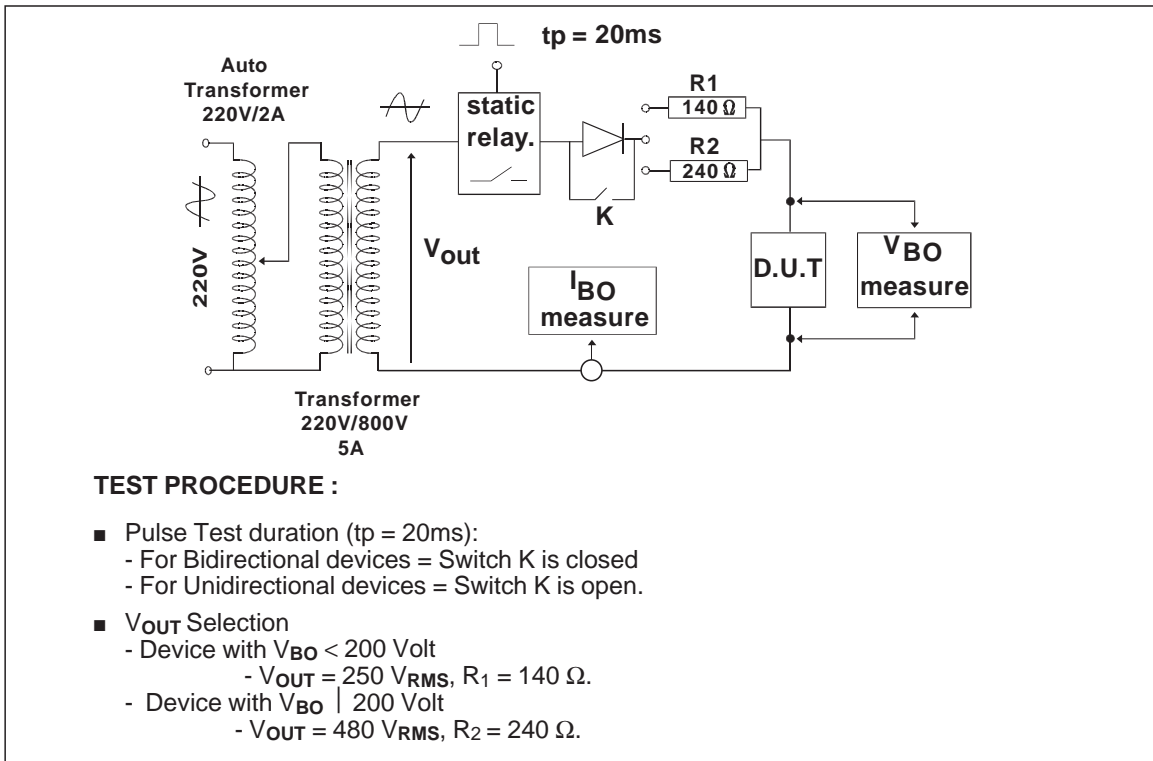 tp = 20ms
Auto
Transformer
220V/2A
static
relay.
R1
140 Ω
R2
240 Ω
K
220V
Vout
IBO
measure
D.U.T
VBO
measure
Transformer
220V/800V
5A
TEST PROCEDURE :
■ Pulse Test duration (tp = 20ms):
- For Bidirectional devices = Switch K is closed
- For Unidirectional devices = Switch K is open.
■ VOUT Selection
- Device with VBO < 200 Volt
- VOUT = 250 VRMS, R1 = 140 Ω.
- Device with VBO | 200 Volt
- VOUT = 480 VRMS, R2 = 240 Ω.